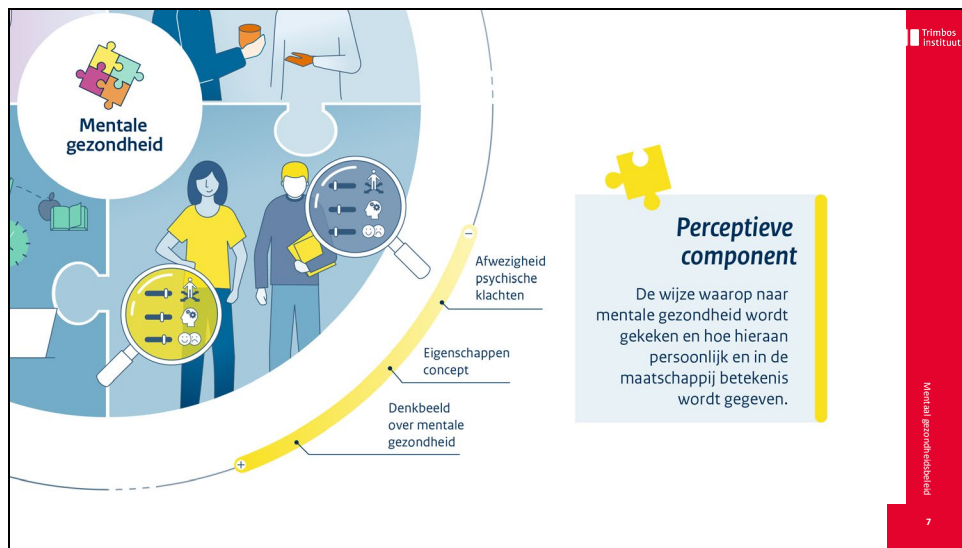 Mentale
gezondheid
−
Afwezigheid
psychische
klachten
Eigenschappen
concept
Denkbeeld
over mentale
gezondheid
+
Perceptieve
component
De wijze waarop naar
mentale gezondheid wordt
gekeken en hoe hieraan
persoonlijk en in de
maatschappij betekenis
wordt gegeven.
Trimbos
instituut
Mentaal gezondheidsbeleid
7